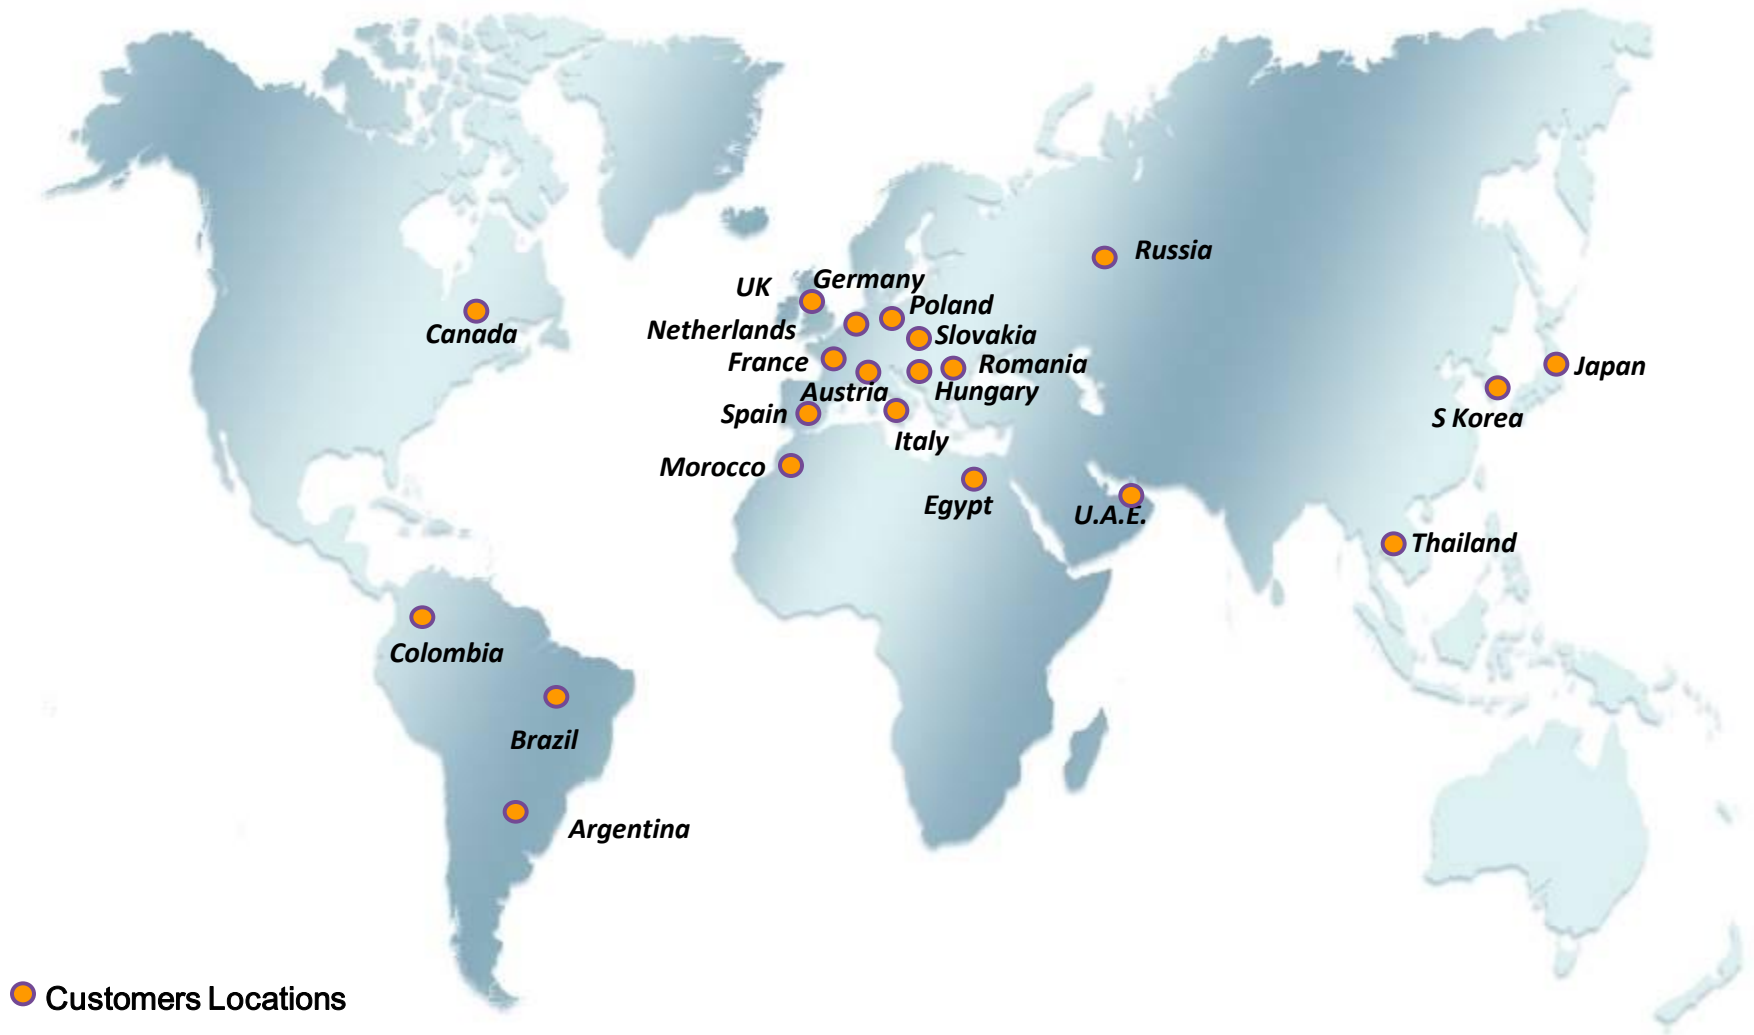 Russia
Germany
UK
Poland
Netherlands
Canada
Slovakia
France
Romania
Japan
Austria
Hungary
Spain
S Korea
Italy
Morocco
Egypt
U.A.E.
Thailand
Colombia
Brazil
Argentina
Customers Locations